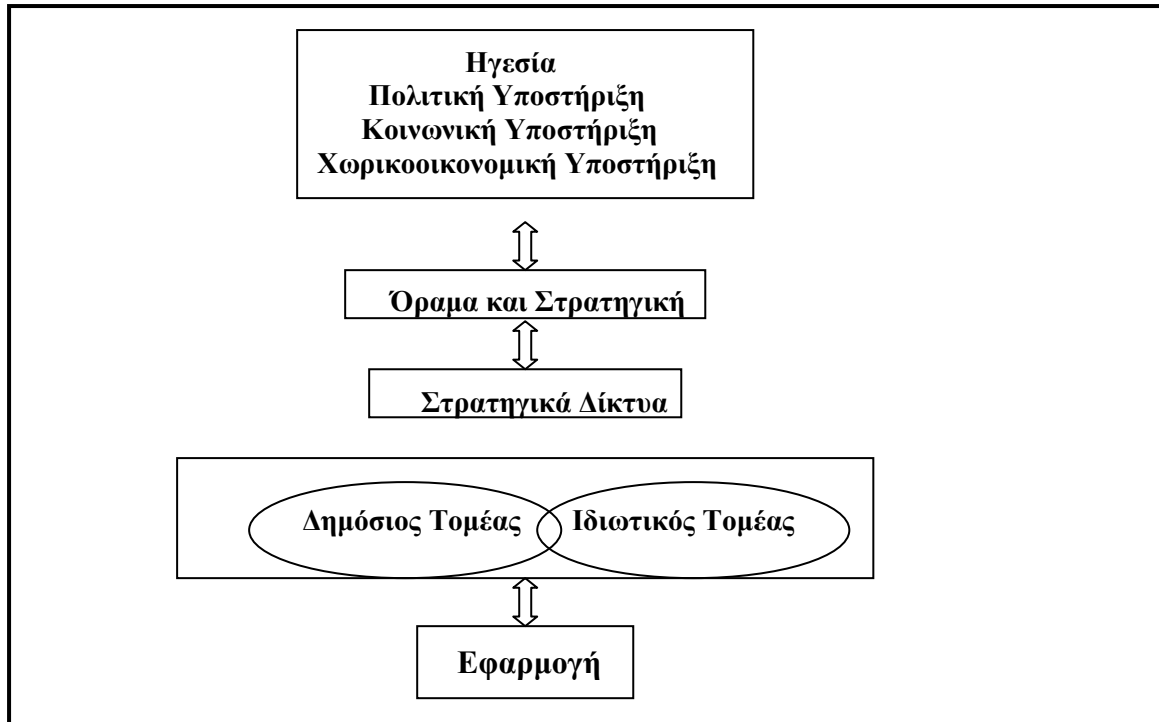 Ηγεσία
Πολιτική Υποστήριξη
Κοινωνική Υποστήριξη
Χωρικοοικονομική Υποστήριξη
Όραμα και Στρατηγική
Στρατηγικά Δίκτυα
Δημόσιος Τομέας
Ιδιωτικός Τομέας
Εφαρμογή